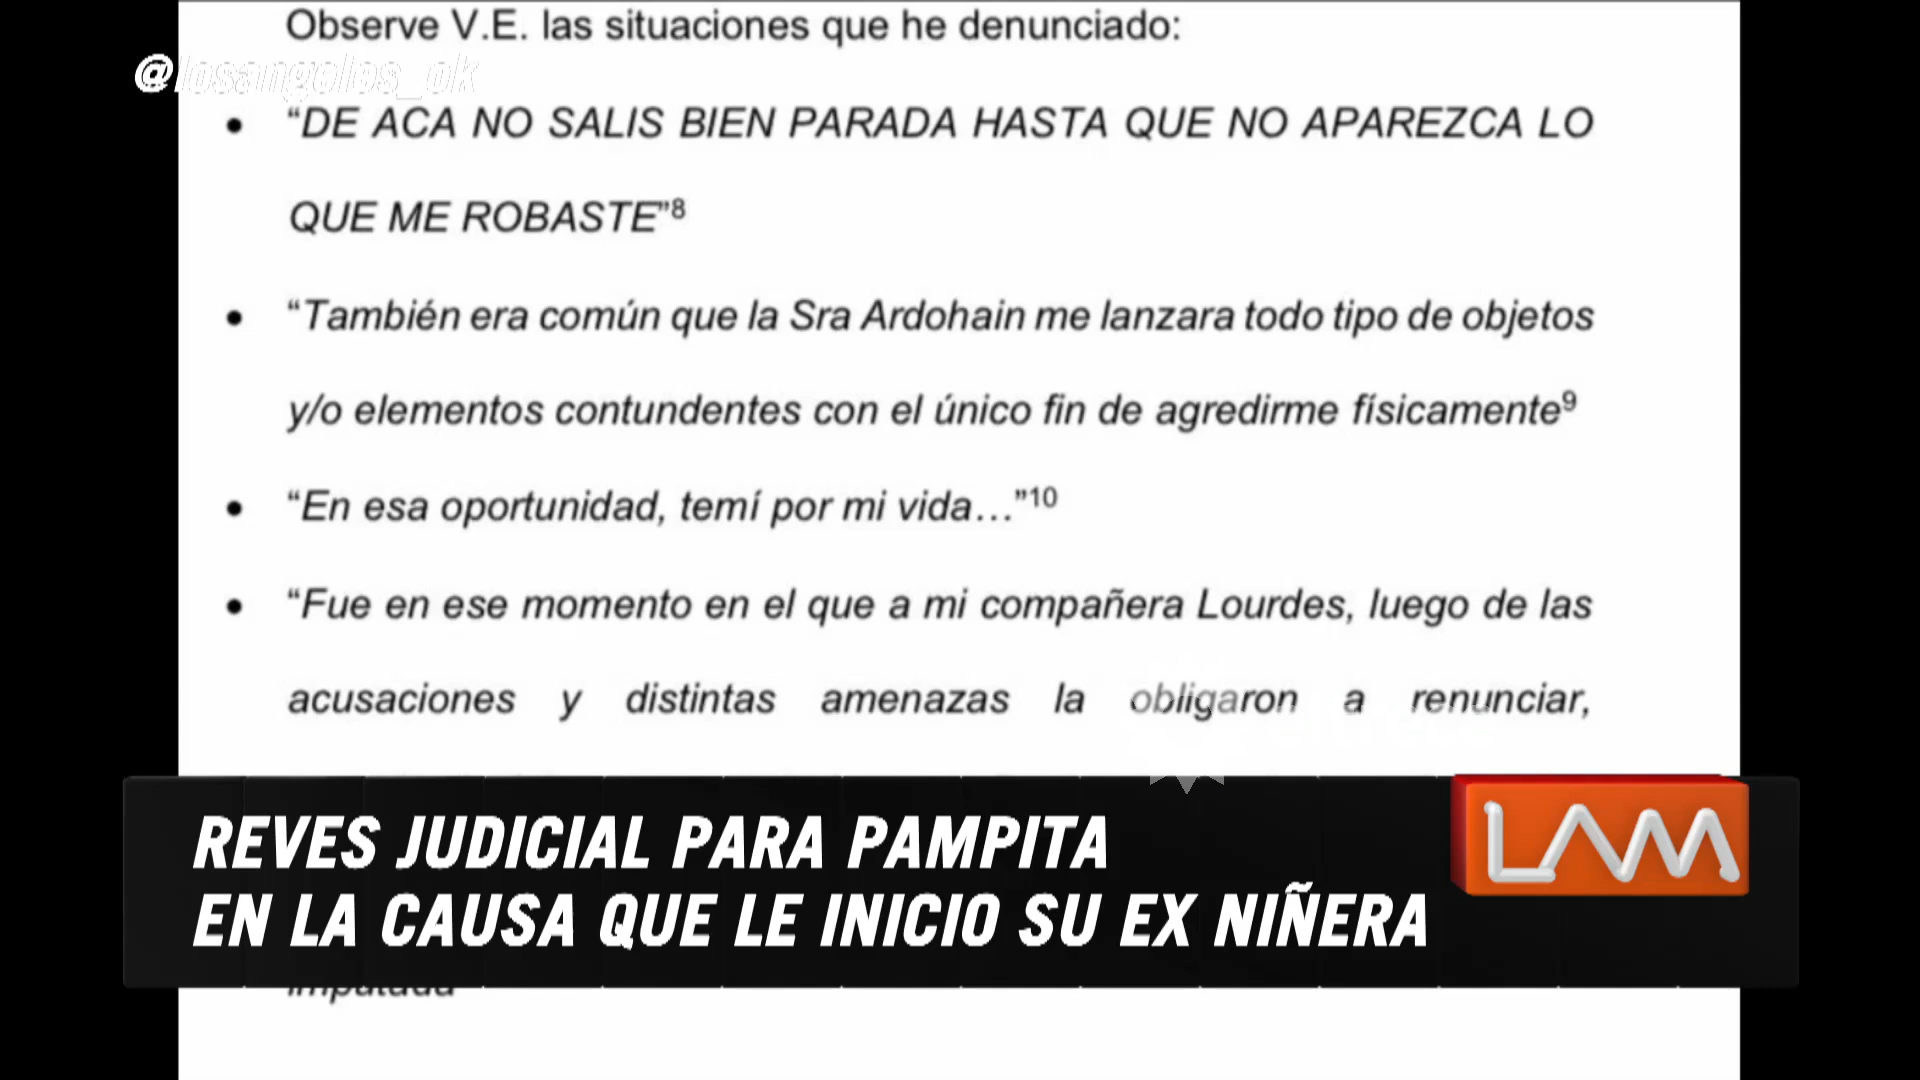 Observe V.E. las situaciones que he denunciado:
@losangeles_ok
• “DE ACA NO SALIS BIEN PARADA HASTA QUE NO APAREZCA LO
QUE ME ROBASTE”8
• “También era común que la Sra Ardohain me lanzara todo tipo de objetos
y/o elementos contundentes con el único fin de agredirme físicamente9
• “En esa oportunidad, temí por mi vida…”10
• “Fue en ese momento en el que a mi compañera Lourdes, luego de las
acusaciones y distintas amenazas la obligaron a renunciar,
REVES JUDICIAL PARA PAMPITA
EN LA CAUSA QUE LE INICIO SU EX NIÑERA
LAM